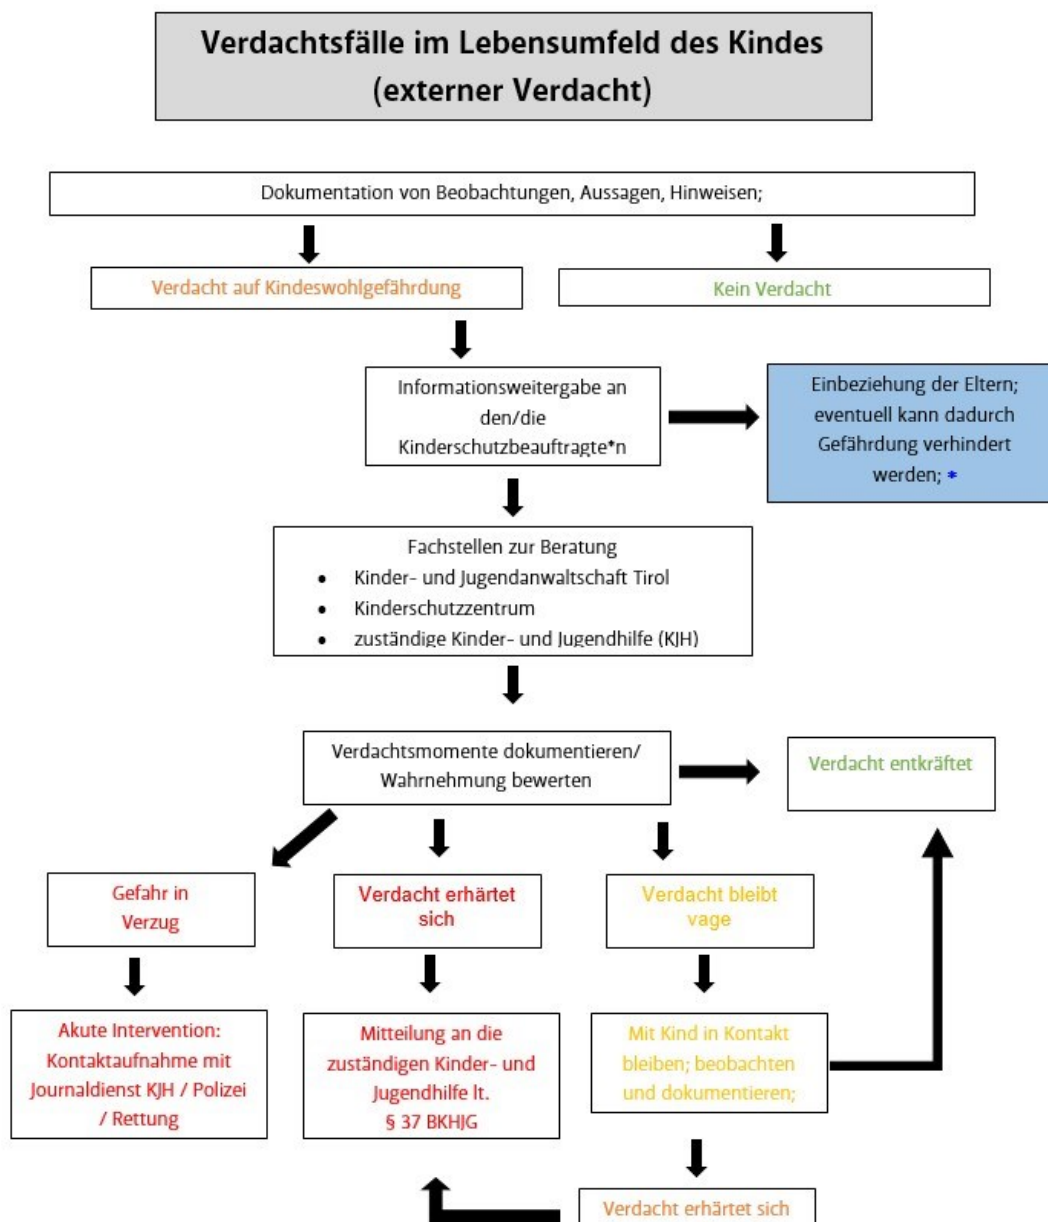 Verdachtsfälle im Lebensumfeld des Kindes
(externer Verdacht)
Dokumentation von Beobachtungen, Aussagen, Hinweisen;
Verdacht auf Kindeswohlgefährdung
Kein Verdacht
Informationsweitergabe an
den/die
Kinderschutzbeauftragte*n
Einbeziehung der Eltern;
eventuell kann dadurch
Gefährdung verhindert
werden; *
Fachstellen zur Beratung
• Kinder- und Jugendanwaltschaft Tirol
• Kinderschutzzentrum
• zuständige Kinder- und Jugendhilfe (KJH)
Verdachtsmomente dokumentieren/
Wahrnehmung bewerten
Verdacht entkräftet
Gefahr in
Verzug
Verdacht erhärtet
sich
Verdacht bleibt
vage
Akute Intervention:
Kontaktaufnahme mit
Journaldienst KJH / Polizei
/ Rettung
Mitteilung an die
zuständigen Kinder- und
Jugendhilfe lt.
§ 37 BKHJG
Mit Kind in Kontakt
bleiben; beobachten
und dokumentieren;
Verdacht erhärtet sich